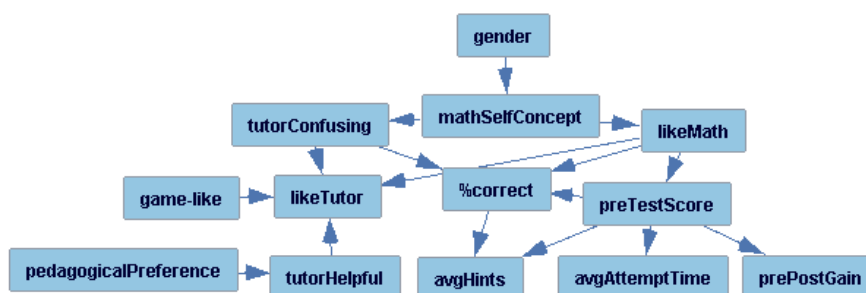 gender
mathSelfConcept
tutorConfusing
likeMath
game-like
likeTutor
%correct
preTestScore
pedagogicalPreference
tutorHelpful
avgHints
avgAttemptTime
prePostGain